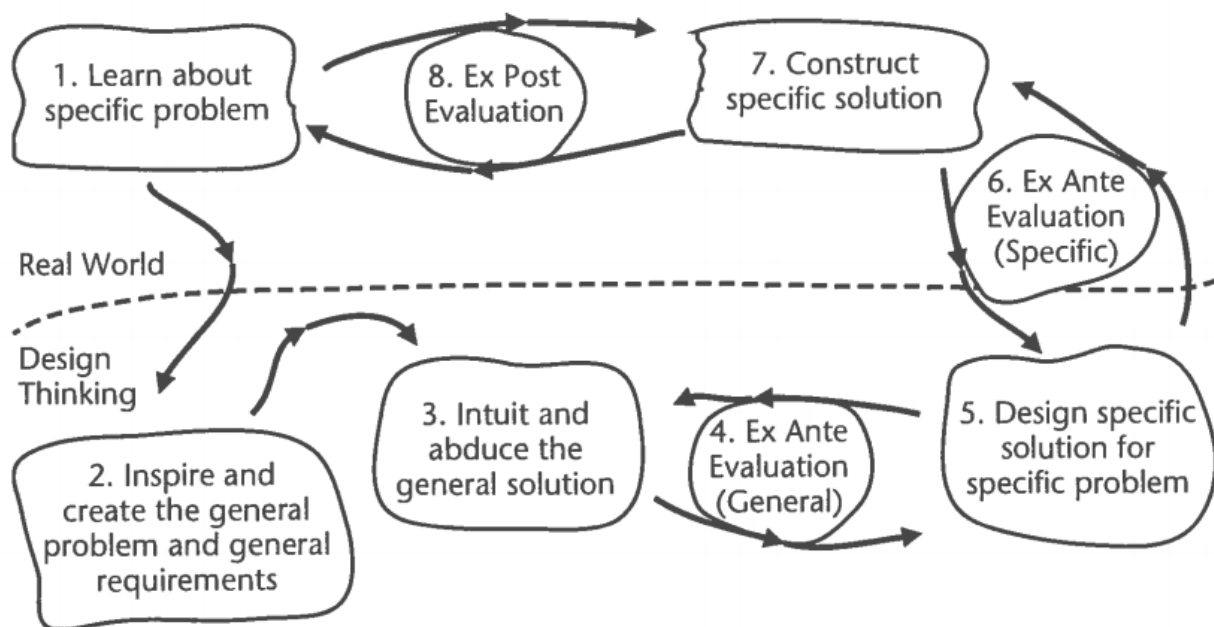 1. Learn about
specific problem
8. Ex Post
Evaluation
7. Construct
specific solution
6. Ex Ante
Evaluation
(Specific)
Real World
Design
Thinking
2. Inspire and
create the general
problem and general
requirements
3. Intuit and
abduce the
general solution
4. Ex Ante
Evaluation
(General)
5. Design specific
solution for
specific problem